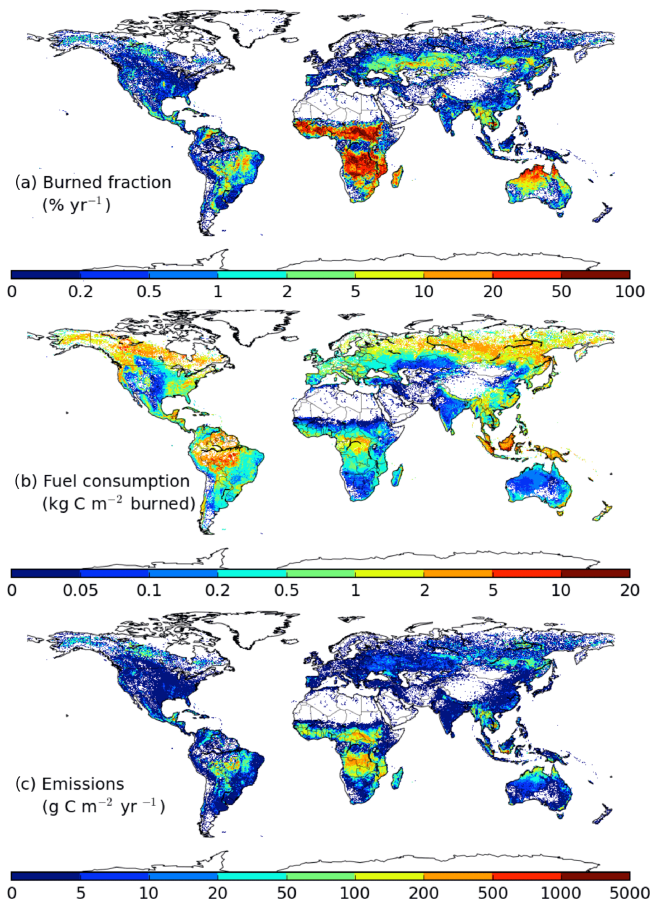 (a) Burned fraction
(% yr⁻¹)
0 0.2 0.5 1 2 5 10 20 50 100
(b) Fuel consumption
(kg C m⁻² burned)
0 0.05 0.1 0.2 0.5 1 2 5 10 20
(c) Emissions
(g C m⁻² yr ⁻¹)
0 5 10 20 50 100 200 500 1000 5000